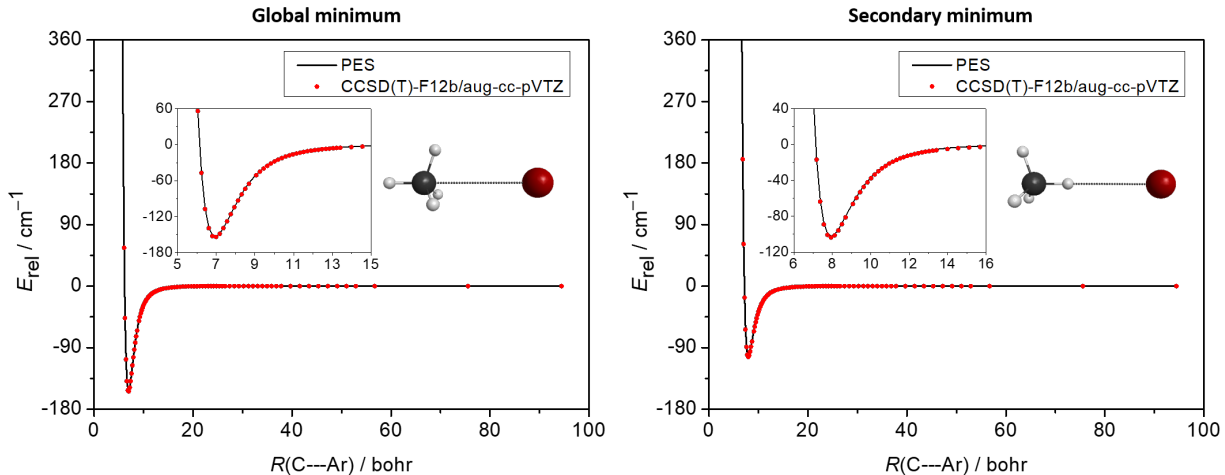 Global minimum
360
270
180
90
0
-90
-180
E_rel / cm⁻¹
PES
CCSD(T)-F12b/aug-cc-pVTZ
60
0
-60
-120
-180
5 7 9 11 13 15
0 20 40 60 80 100
R(C---Ar) / bohr
Secondary minimum
360
270
180
90
0
-90
-180
E_rel / cm⁻¹
PES
CCSD(T)-F12b/aug-cc-pVTZ
40
0
-40
-80
-120
6 8 10 12 14 16
0 20 40 60 80 100
R(C---Ar) / bohr